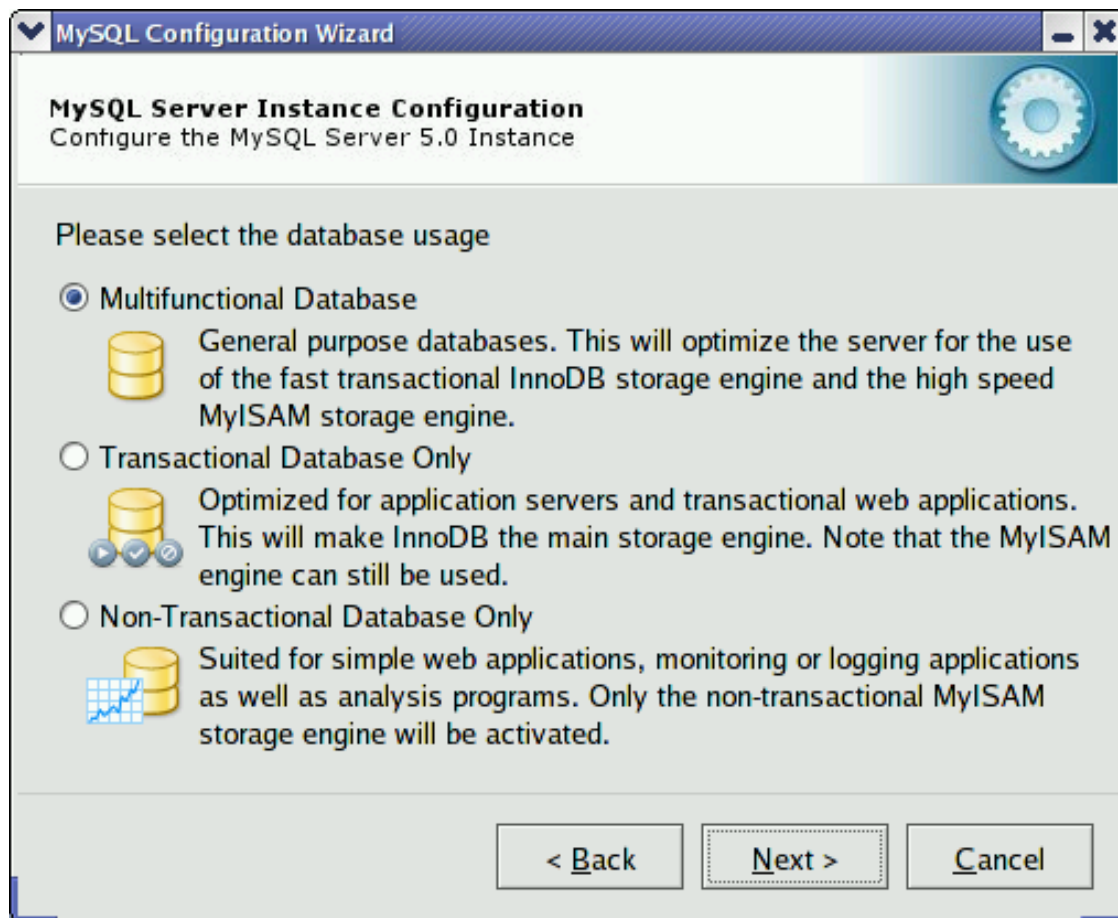 MySQL Configuration Wizard
MySQL Server Instance Configuration
Configure the MySQL Server 5.0 Instance
Please select the database usage
Multifunctional Database
General purpose databases. This will optimize the server for the use
of the fast transactional InnoDB storage engine and the high speed
MyISAM storage engine.
Transactional Database Only
Optimized for application servers and transactional web applications.
This will make InnoDB the main storage engine. Note that the MyISAM
engine can still be used.
Non-Transactional Database Only
Suited for simple web applications, monitoring or logging applications
as well as analysis programs. Only the non-transactional MyISAM
storage engine will be activated.
< Back
Next >
Cancel